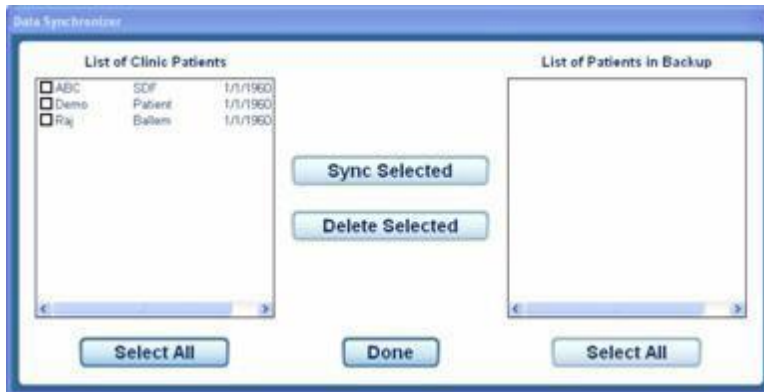 Data Synchronizer
List of Clinic Patients
List of Patients in Backup
ABC SDF 1/1/1960
Demo Patient 1/1/1960
Raj Ballem 1/1/1960
Sync Selected
Delete Selected
Select All
Done
Select All